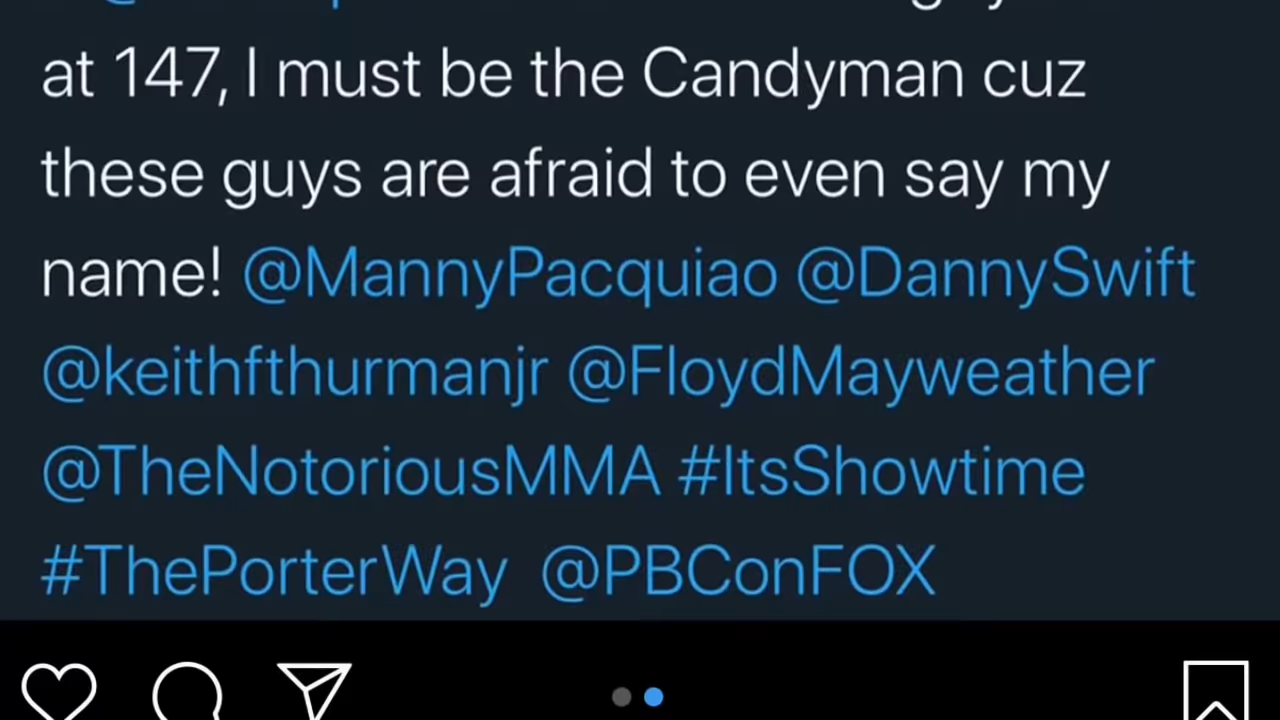 at 147, I must be the Candyman cuz
these guys are afraid to even say my
name! @MannyPacquiao @DannySwift
@keithfthurmanjr @FloydMayweather
@TheNotoriousMMA #ItsShowtime
#ThePorterWay @PBConFOX